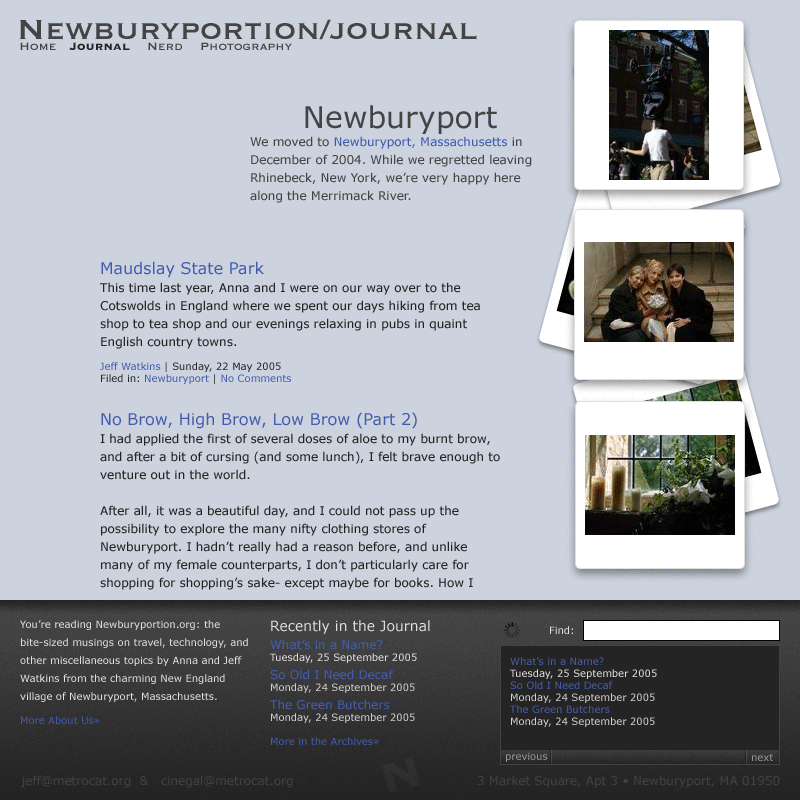 Newburyportion/journal
Home Journal Nerd Photography
Newburyport
We moved to Newburyport, Massachusetts in
December of 2004. While we regretted leaving
Rhinebeck, New York, we’re very happy here
along the Merrimack River.
Maudslay State Park
This time last year, Anna and I were on our way over to the
Cotswolds in England where we spent our days hiking from tea
shop to tea shop and our evenings relaxing in pubs in quaint
English country towns.
Jeff Watkins | Sunday, 22 May 2005
Filed in: Newburyport | No Comments
No Brow, High Brow, Low Brow (Part 2)
I had applied the first of several doses of aloe to my burnt brow,
and after a bit of cursing (and some lunch), I felt brave enough to
venture out in the world.
After all, it was a beautiful day, and I could not pass up the
possibility to explore the many nifty clothing stores of
Newburyport. I hadn’t really had a reason before, and unlike
many of my female counterparts, I don’t particularly care for
shopping for shopping’s sake- except maybe for books. How I
You’re reading Newburyportion.org: the
bite-sized musings on travel, technology, and
other miscellaneous topics by Anna and Jeff
Watkins from the charming New England
village of Newburyport, Massachusetts.
More About Us»
Recently in the Journal
What’s in a Name?
Tuesday, 25 September 2005
So Old I Need Decaf
Monday, 24 September 2005
The Green Butchers
Monday, 24 September 2005
More in the Archives»
Find:
What’s in a Name?
Tuesday, 25 September 2005
So Old I Need Decaf
Monday, 24 September 2005
The Green Butchers
Monday, 24 September 2005
previous next
jeff@metrocat.org & cinegal@metrocat.org
N
3 Market Square, Apt 3 • Newburyport, MA 01950